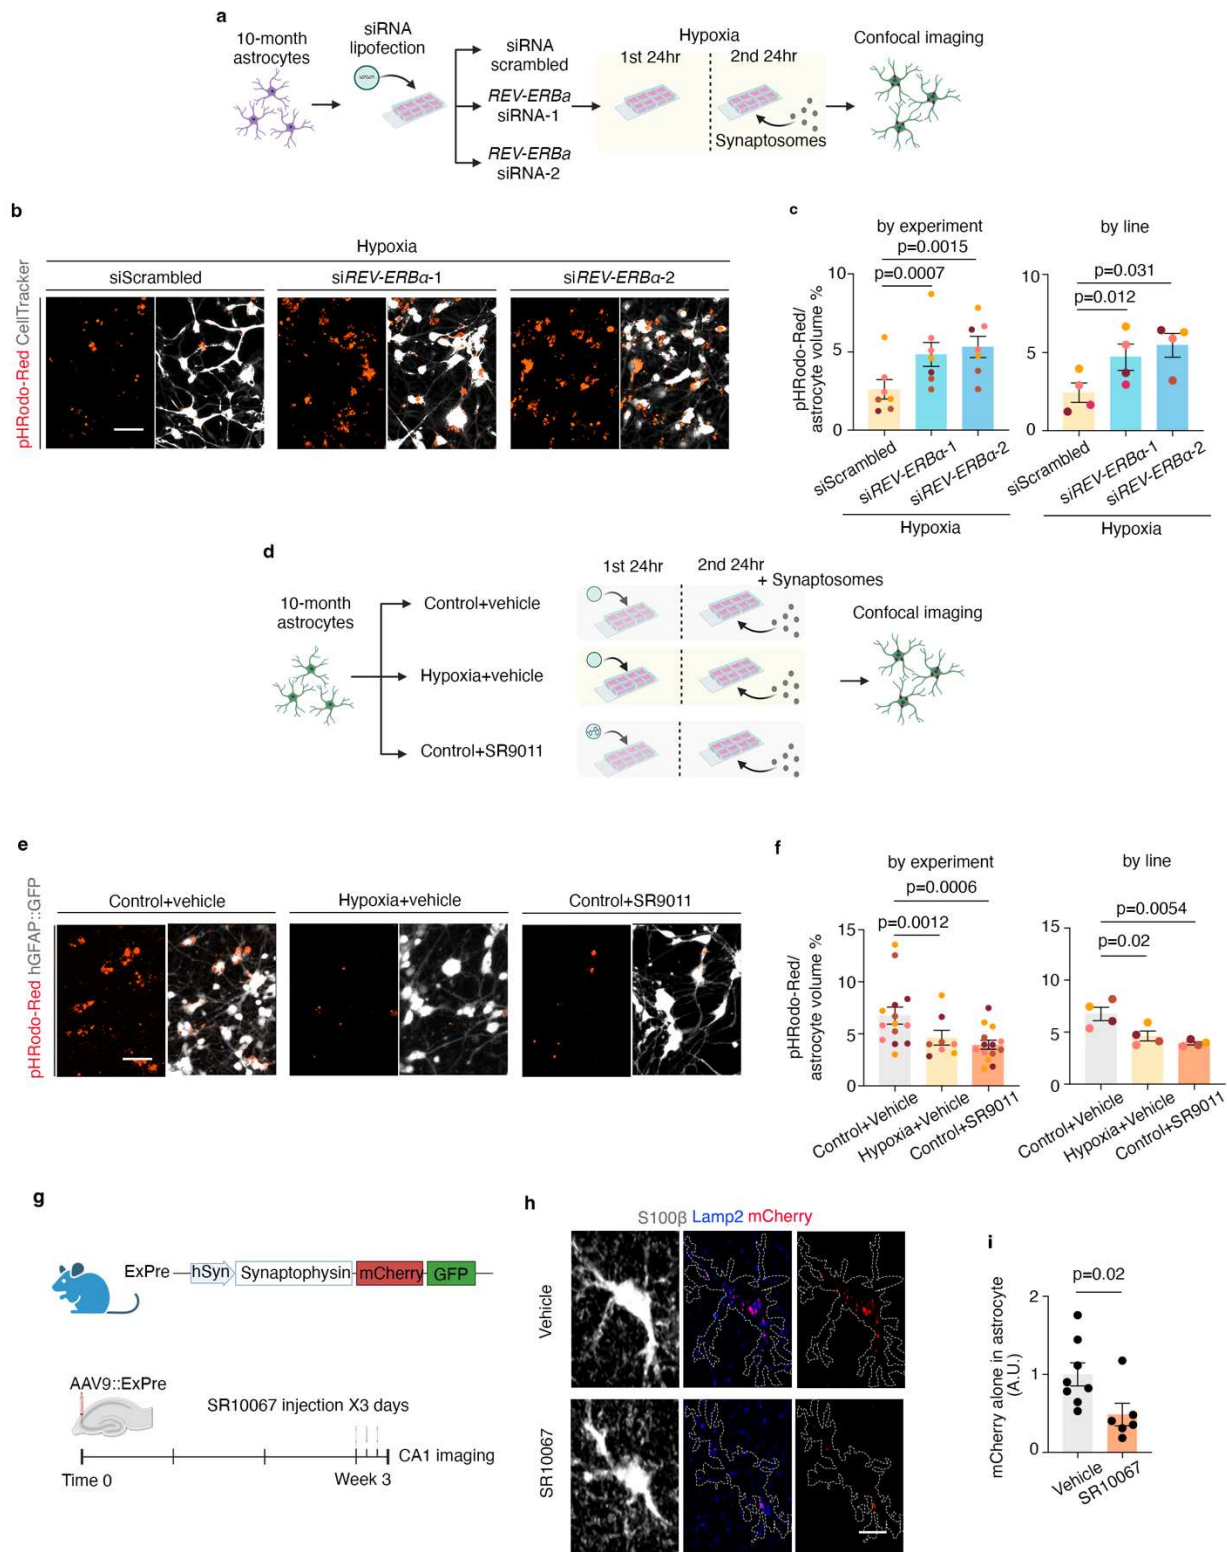 a
10-month
astrocytes
siRNA
lipofection
siRNA
scrambled
REV-ERBa
siRNA-1
REV-ERBa
siRNA-2
Hypoxia
1st 24hr
2nd 24hr
Synaptosomes
Confocal imaging
b
Hypoxia
siScrambled
siREV-ERBα-1
siREV-ERBα-2
pHRodo-Red CellTracker
c
by experiment
p=0.0015
p=0.0007
10
5
0
pHRodo-Red/
astrocyte volume %
siScrambled
siREV-ERBα-1
siREV-ERBα-2
Hypoxia
by line
p=0.031
p=0.012
10
5
0
siScrambled
siREV-ERBα-1
siREV-ERBα-2
Hypoxia
d
10-month
astrocytes
Control+vehicle
Hypoxia+vehicle
Control+SR9011
1st 24hr
2nd 24hr
+ Synaptosomes
Confocal imaging
e
Control+vehicle
Hypoxia+vehicle
Control+SR9011
pHRodo-Red hGFAP::GFP
f
by experiment
p=0.0006
p=0.0012
15
10
5
0
pHRodo-Red/
astrocyte volume %
Control+Vehicle
Hypoxia+Vehicle
Control+SR9011
by line
p=0.0054
p=0.02
15
10
5
0
Control+Vehicle
Hypoxia+Vehicle
Control+SR9011
g
ExPre
hSyn
Synaptophysin
mCherry
GFP
AAV9::ExPre
SR10067 injection X3 days
CA1 imaging
Time 0
Week 3
h
S100β Lamp2 mCherry
Vehicle
SR10067
i
p=0.02
2
1
0
mCherry alone in astrocyte
(A.U.)
Vehicle
SR10067